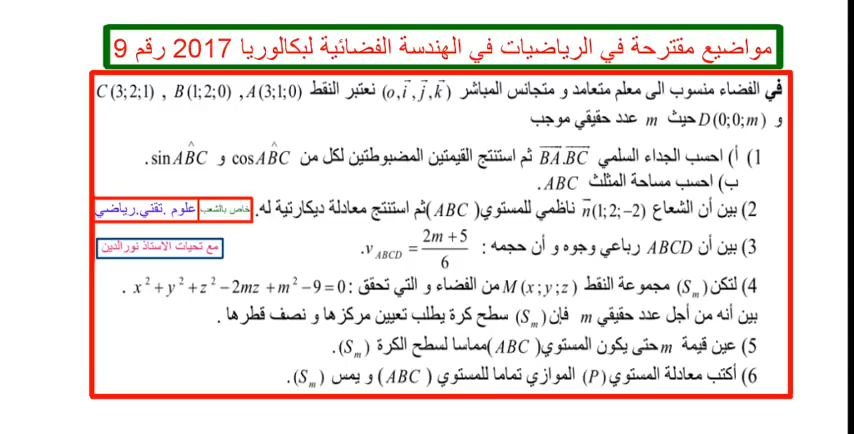 مواضيع مقترحة في الرياضيات في الهندسة الفضائية لبكالوريا 2017 رقم 9
في الفضاء منسوب الى معلم متعامد و متجانس المباشر (o, i⃗, j⃗, k⃗) نعتبر النقط A(3;1;0) , B(1;2;0) , C(3;2;1)
و D(0;0;m) حيث m عدد حقيقي موجب
1) أ) احسب الجداء السلمي BA⃗.BC⃗ ثم استنتج القيمتين المضبوطتين لكل من cos AB̂C و sin AB̂C .
ب) احسب مساحة المثلث ABC .
2) بين أن الشعاع n⃗(1;2;−2) ناظمي للمستوي (ABC) ثم استنتج معادلة ديكارتية له.
خاص بالشعب علوم .تقني.رياضي
3) بين أن ABCD رباعي وجوه و أن حجمه : v_ABCD = (2m+5)/6 .
مع تحيات الاستاذ نورالدين
4) لتكن (Sₘ) مجموعة النقط M(x;y;z) من الفضاء و التي تحقق : x² + y² + z² − 2mz + m² − 9 = 0 .
بين أنه من أجل عدد حقيقي m فإن (Sₘ) سطح كرة يطلب تعيين مركزها و نصف قطرها .
5) عين قيمة m حتى يكون المستوي (ABC) مماسا لسطح الكرة (Sₘ).
6) أكتب معادلة المستوي (P) الموازي تماما للمستوي (ABC) و يمس (Sₘ).